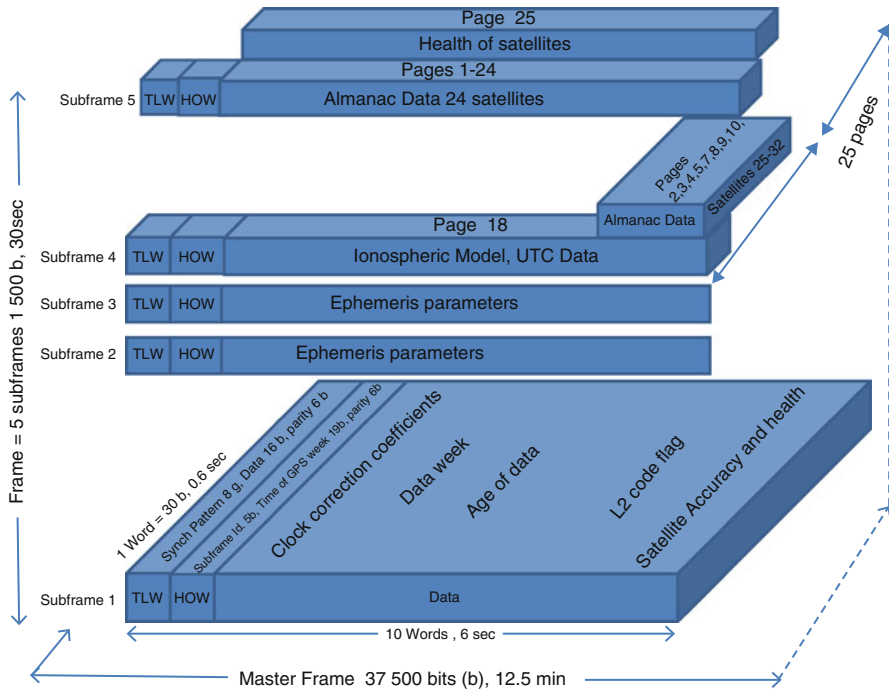 Page 25
Health of satellites
Pages 1-24
Subframe 5
TLW
HOW
Almanac Data 24 satellites
25 pages
Pages
2,3,4,5,7,8,9,10,
Satellites 25-32
Almanac Data
Page 18
Subframe 4
TLW
HOW
Ionospheric Model, UTC Data
Subframe 3
TLW
HOW
Ephemeris parameters
Subframe 2
TLW
HOW
Ephemeris parameters
Frame = 5 subframes 1 500 b, 30sec
1 Word = 30 b, 0.6 sec
Synch Pattern 8 g, Data 16 b, parity 6 b
Subframe Id. 5b, Time of GPS week 19b, parity 6b
Clock correction coefficients
Data week
Age of data
L2 code flag
Satellite Accuracy and health
Subframe 1
TLW
HOW
Data
10 Words , 6 sec
Master Frame 37 500 bits (b), 12.5 min